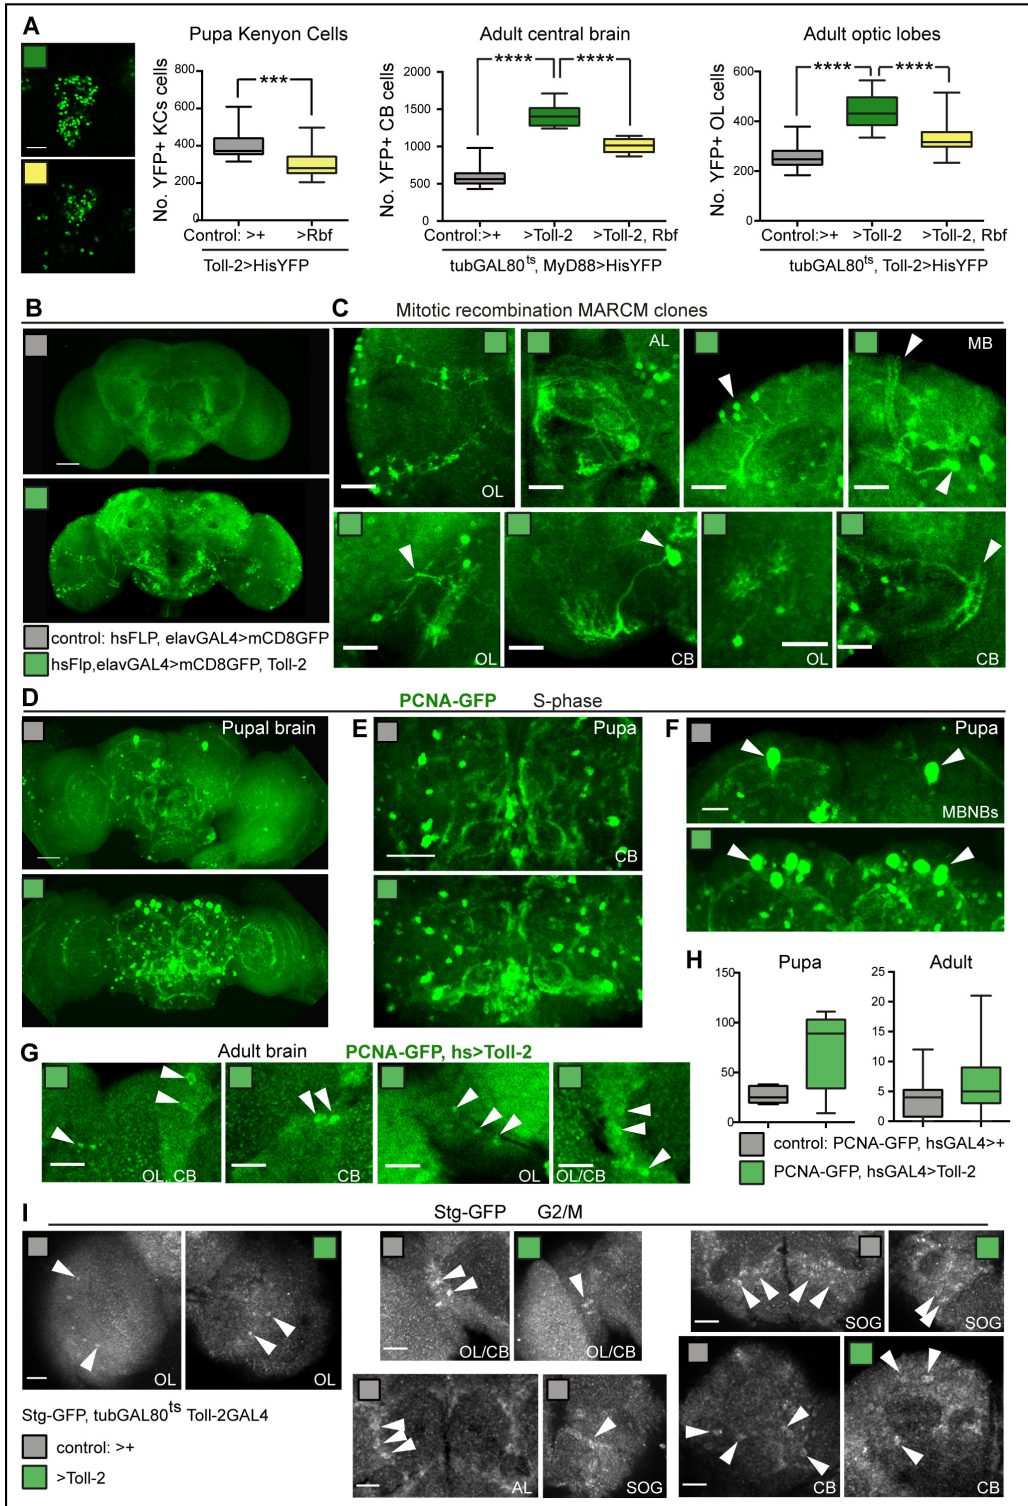 A
Pupa Kenyon Cells
Adult central brain
Adult optic lobes
No. YFP+ KCs cells
800
600
400
200
0
***
Control: >+
>Rbf
Toll-2>HisYFP
No. YFP+ CB cells
2000
1500
1000
500
0
****
****
Control:>+
>Toll-2
>Toll-2, Rbf
tubGAL80ts, MyD88>HisYFP
No. YFP+ OL cells
600
400
200
0
****
****
Control:>+
>Toll-2
>Toll-2, Rbf
tubGAL80ts, Toll-2>HisYFP
B
C
Mitotic recombination MARCM clones
OL
AL
MB
OL
CB
OL
CB
control: hsFLP, elavGAL4>mCD8GFP
hsFlp,elavGAL4>mCD8GFP, Toll-2
D
PCNA-GFP S-phase
Pupal brain
E
Pupa
CB
F
Pupa
MBNBs
G
Adult brain PCNA-GFP, hs>Toll-2
OL, CB
CB
OL
OL/CB
H
Pupa
150
100
50
0
Adult
25
20
15
10
5
0
control: PCNA-GFP, hsGAL4>+
PCNA-GFP, hsGAL4>Toll-2
I
Stg-GFP G2/M
OL
OL
OL/CB
OL/CB
SOG
SOG
AL
SOG
CB
CB
Stg-GFP, tubGAL80ts Toll-2GAL4
control: >+
>Toll-2